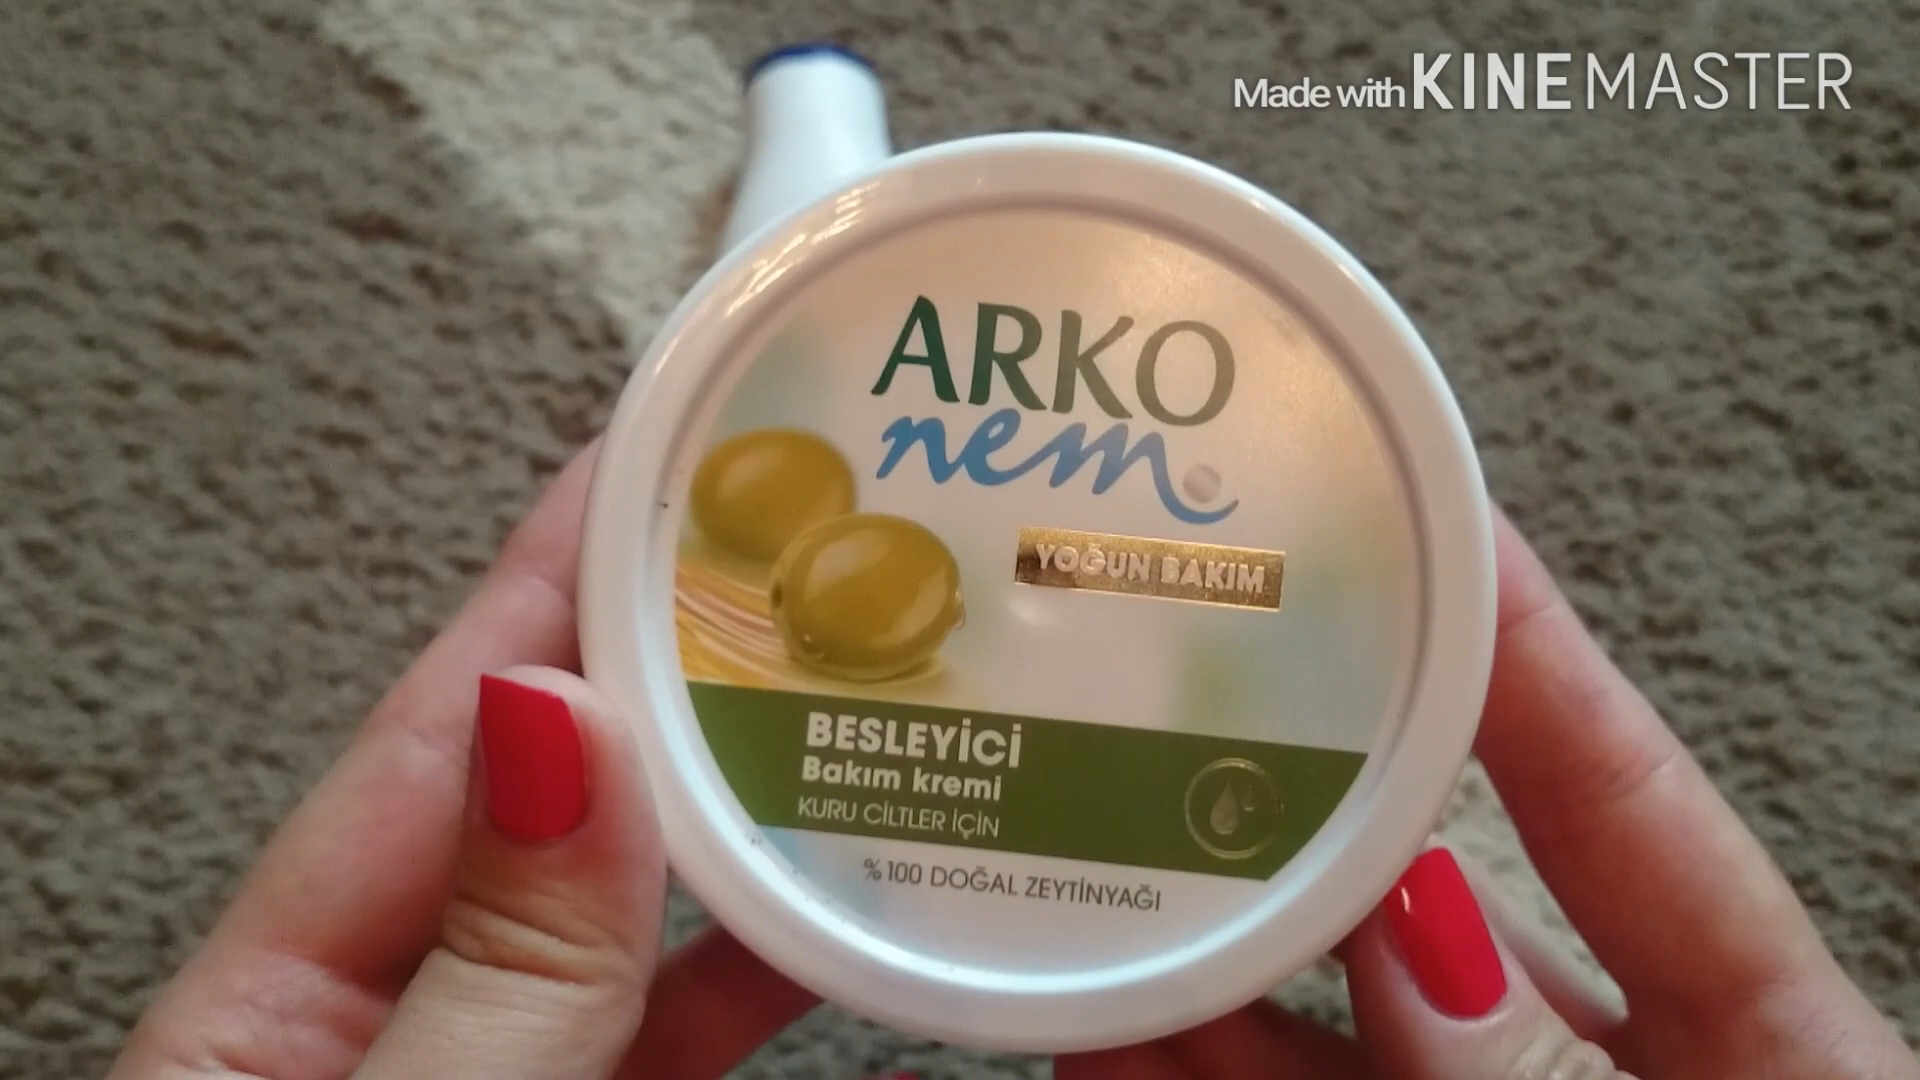 Made with KINEMASTER
ARKO
nem
YOĞUN BAKIM
BESLEYİCİ
Bakım kremi
KURU CİLTLER İÇİN
%100 DOĞAL ZEYTİNYAĞI